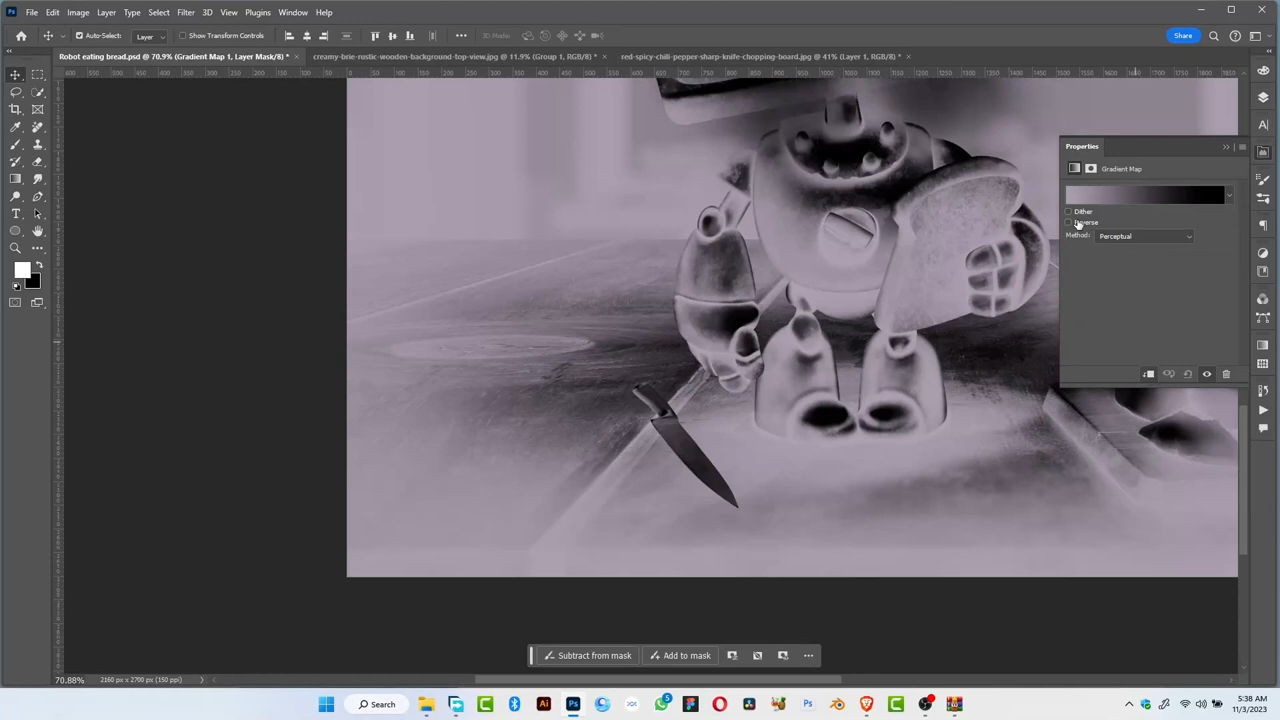 File Edit Image Layer Type Select Filter 3D View Plugins Window Help
Auto-Select: Layer Show Transform Controls 3D Mode: Share
Robot eating bread.psd @ 70.9% (Gradient Map 1, Layer Mask/8) * creamy-brie-rustic-wooden-background-top-view.jpg @ 11.9% (Group 1, RGB/8) * red-spicy-chili-pepper-sharp-knife-chopping-board.jpg @ 41% (Layer 1, RGB/8) *
Properties
Gradient Map
Dither
Reverse
Method: Perceptual
Subtract from mask Add to mask
70.88% 2160 px x 2700 px (150 ppi)
Search
5:38 AM
11/3/2023